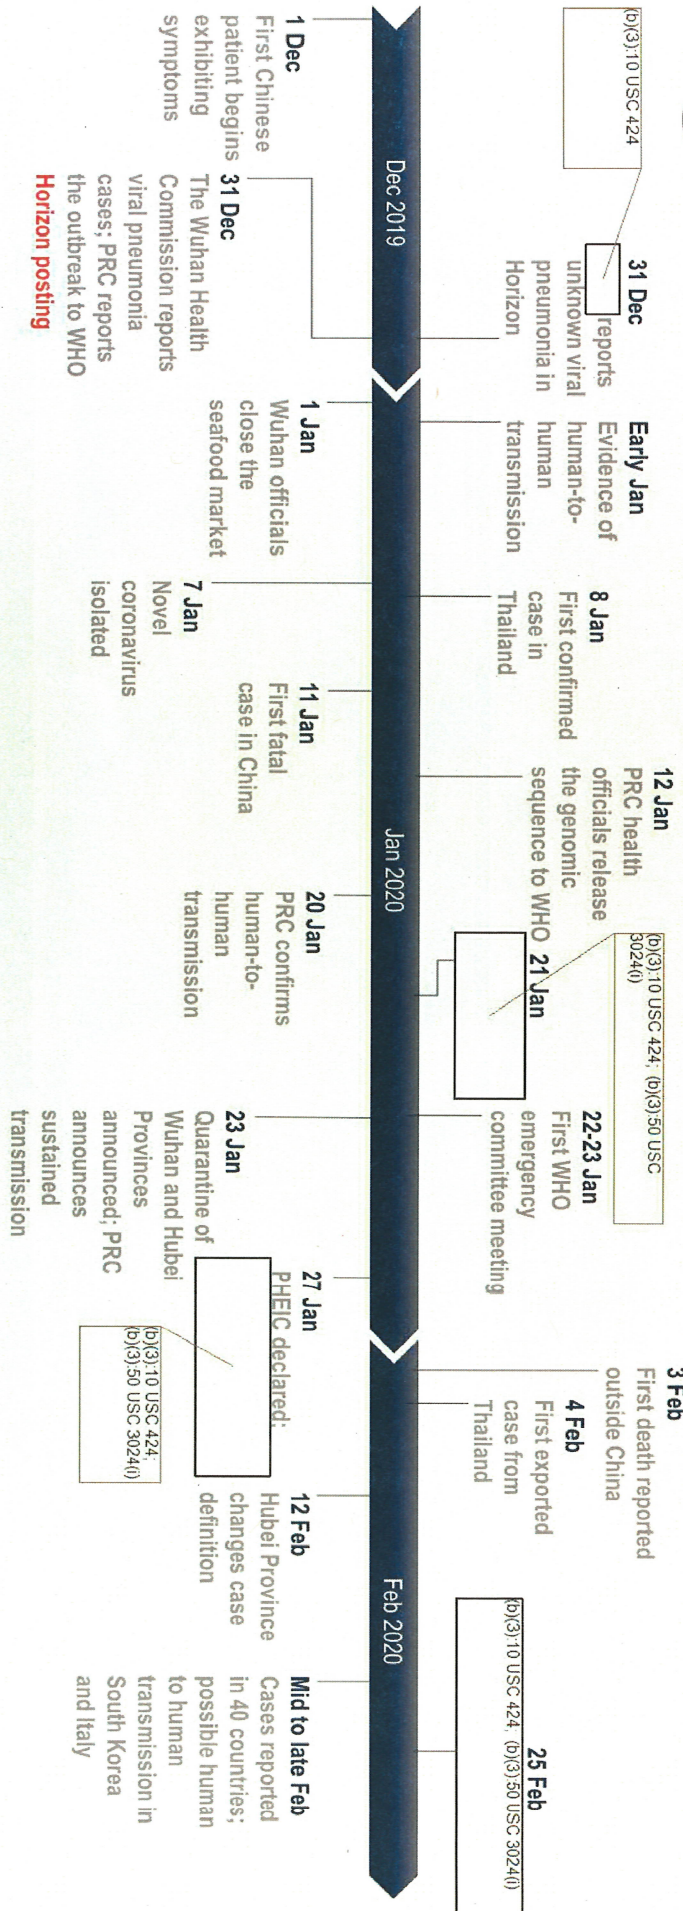 (b)(3):10 USC 424
31 Dec
reports
unknown viral
pneumonia in
Horizon
Early Jan
Evidence of
human-to-
human
transmission
8 Jan
First confirmed
case in
Thailand
12 Jan
PRC health
officials release
the genomic
sequence to WHO
(b)(3):10 USC 424; (b)(3):50 USC
3024(i)
21 Jan
22-23 Jan
First WHO
emergency
committee meeting
3 Feb
First death reported
outside China
4 Feb
First exported
case from
Thailand
25 Feb
(b)(3):10 USC 424; (b)(3):50 USC 3024(i)
Dec 2019
Jan 2020
Feb 2020
1 Dec
First Chinese
patient begins
exhibiting
symptoms
31 Dec
The Wuhan Health
Commission reports
viral pneumonia
cases; PRC reports
the outbreak to WHO
Horizon posting
1 Jan
Wuhan officials
close the
seafood market
7 Jan
Novel
coronavirus
isolated
11 Jan
First fatal
case in China
20 Jan
PRC confirms
human-to-
human
transmission
23 Jan
Quarantine of
Wuhan and Hubei
Provinces
announced; PRC
announces
sustained
transmission
27 Jan
PHEIC declared;
(b)(3):10 USC 424;
(b)(3):50 USC 3024(i)
12 Feb
Hubei Province
changes case
definition
Mid to late Feb
Cases reported
in 40 countries;
possible human
to human
transmission in
South Korea
and Italy